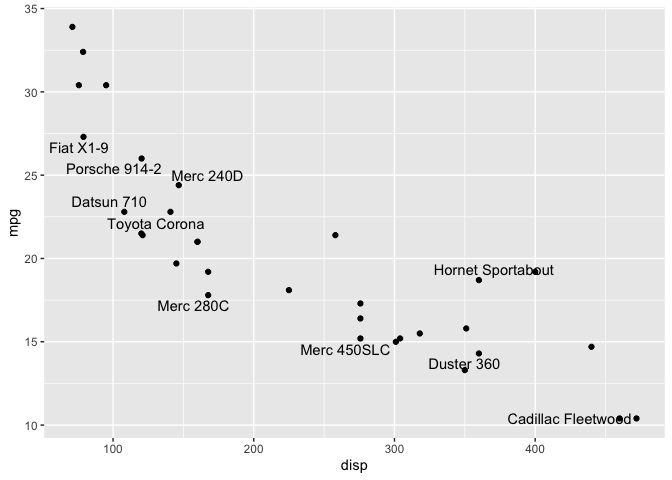 35
30
25
20
15
10
mpg
Fiat X1-9
Porsche 914-2
Merc 240D
Datsun 710
Toyota Corona
Hornet Sportabout
Merc 280C
Merc 450SLC
Duster 360
Cadillac Fleetwood
100
200
300
400
disp